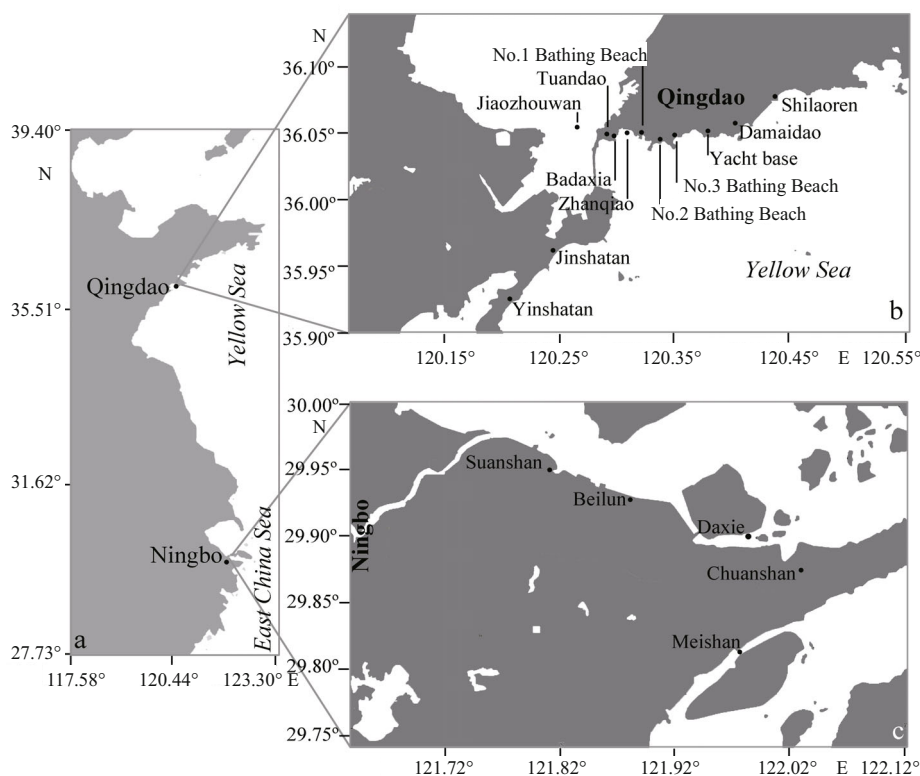 39.40°
N
35.51°
31.62°
27.73°
117.58°
120.44°
123.30° E
Qingdao
Yellow Sea
Ningbo
East China Sea
a
N
36.10°
36.05°
36.00°
35.95°
35.90°
120.15°
120.25°
120.35°
120.45°
E
120.55°
No.1 Bathing Beach
Tuandao
Jiaozhouwan
Qingdao
Shilaoren
Damaidao
Yacht base
Badaxia
No.3 Bathing Beach
Zhanqiao
No.2 Bathing Beach
Jinshatan
Yellow Sea
Yinshatan
b
30.00°
N
29.95°
29.90°
29.85°
29.80°
29.75°
121.72°
121.82°
121.92°
122.02°
E
122.12°
Suanshan
Beilun
Ningbo
Daxie
Chuanshan
Meishan
c